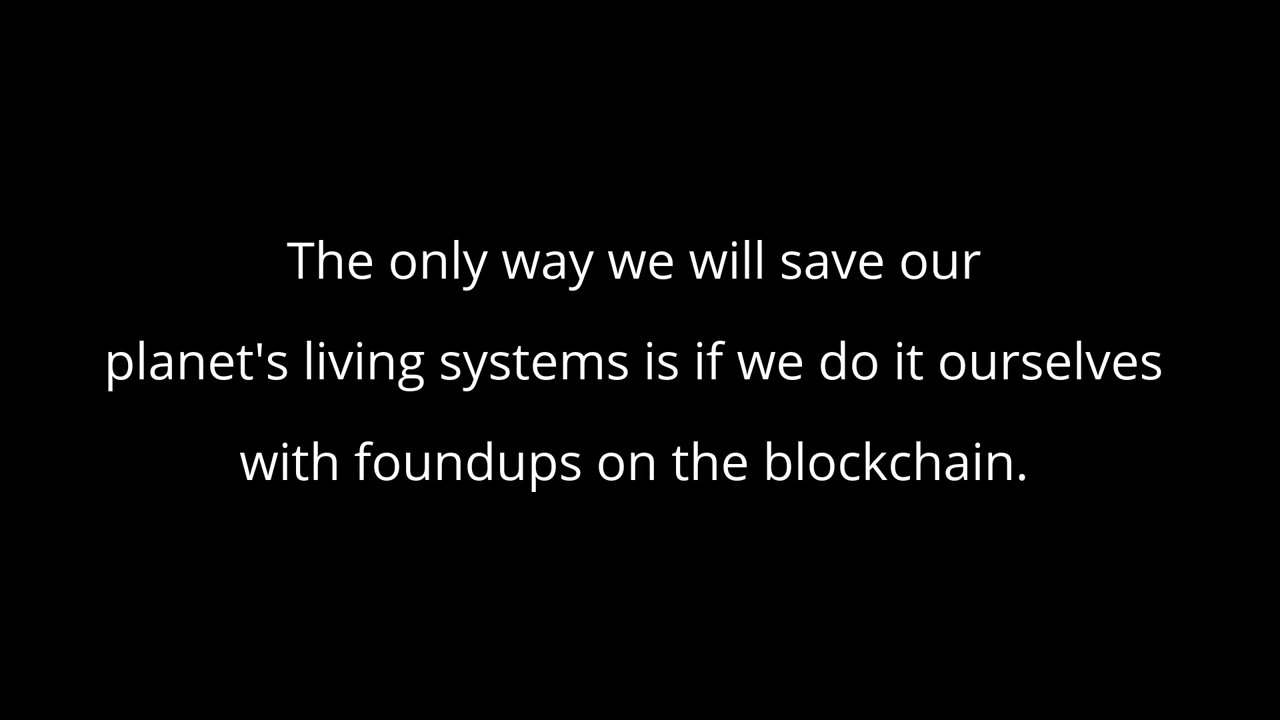 The only way we will save our
planet's living systems is if we do it ourselves
with foundups on the blockchain.